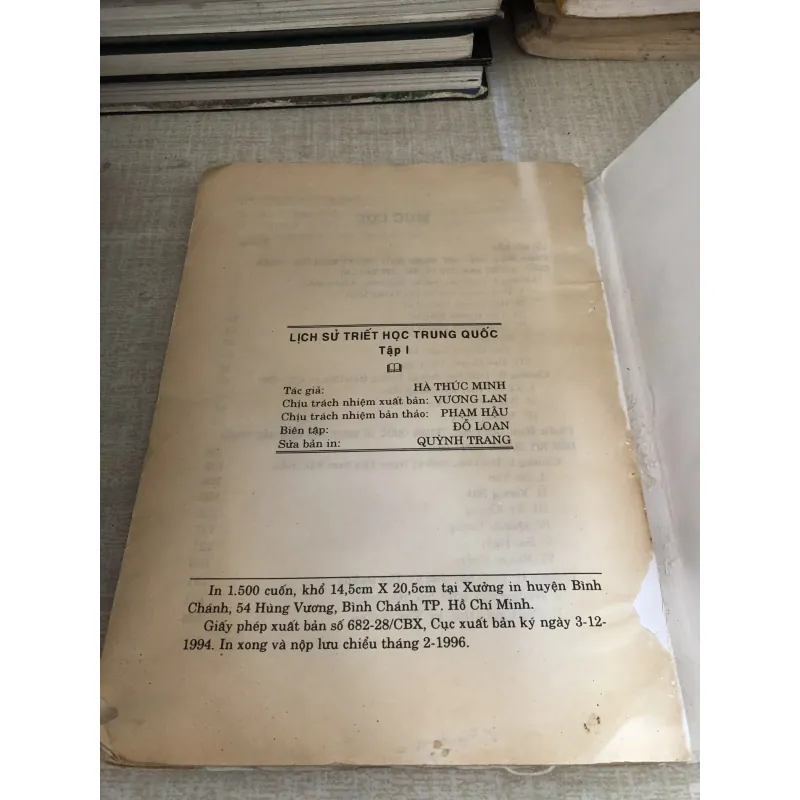 LỊCH SỬ TRIẾT HỌC TRUNG QUỐC
Tập I
Tác giả: HÀ THÚC MINH
Chịu trách nhiệm xuất bản: VƯƠNG LAN
Chịu trách nhiệm bản thảo: PHẠM HẬU
Biên tập: ĐỖ LOAN
Sửa bản in: QUỲNH TRANG
In 1.500 cuốn, khổ 14,5cm X 20,5cm tại Xưởng in huyện Bình
Chánh, 54 Hùng Vương, Bình Chánh TP. Hồ Chí Minh.
Giấy phép xuất bản số 682-28/CBX, Cục xuất bản ký ngày 3-12-
1994. In xong và nộp lưu chiểu tháng 2-1996.